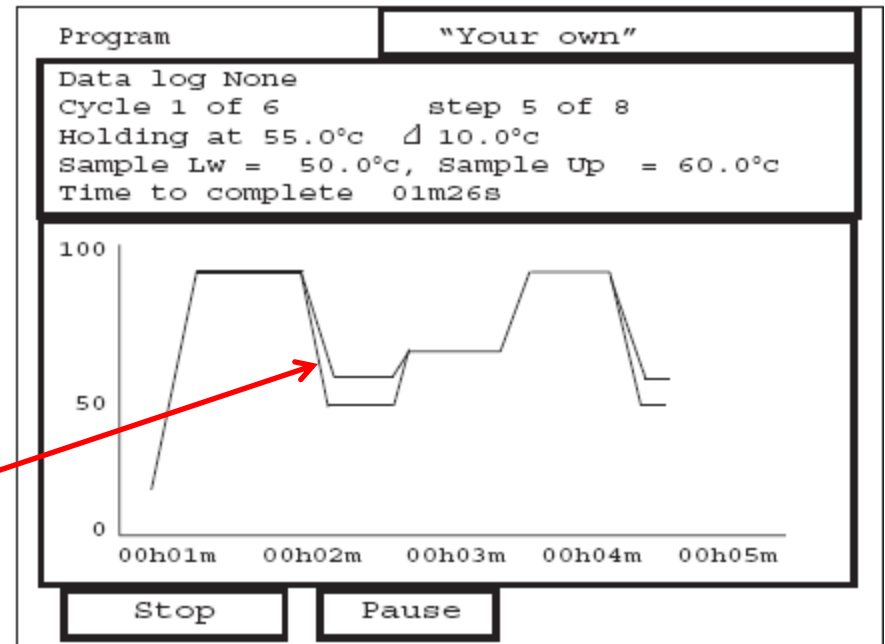 Program "Your own"
Data log None
Cycle 1 of 6 step 5 of 8
Holding at 55.0°c ⊿ 10.0°c
Sample Lw = 50.0°c, Sample Up = 60.0°c
Time to complete 01m26s
100
50
0
00h01m 00h02m 00h03m 00h04m 00h05m
Stop Pause